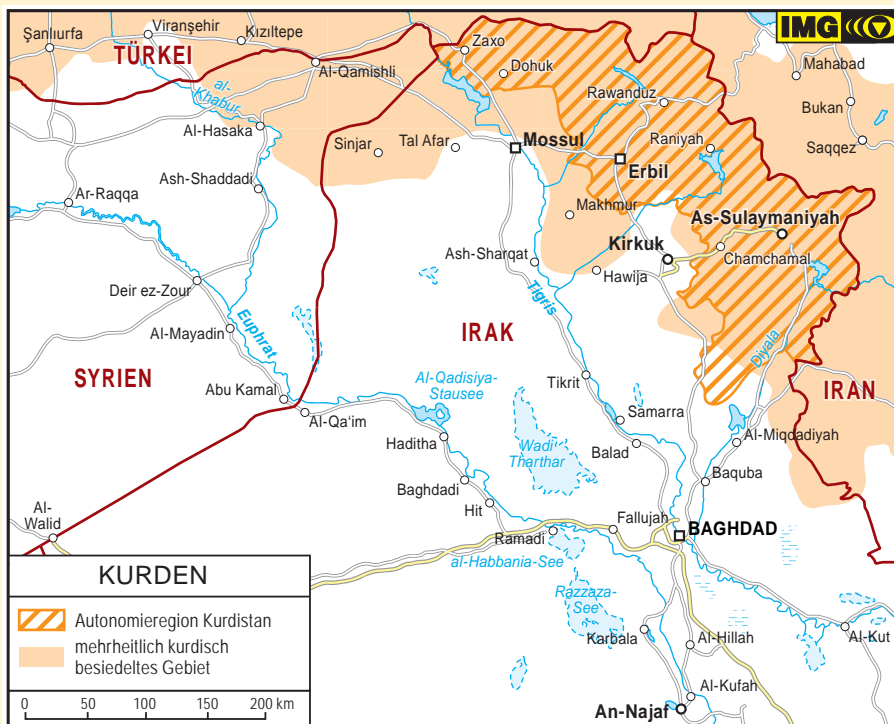 IMG
Şanlıurfa
Viranşehir
Kızıltepe
TÜRKEI
Al-Qamishli
Zaxo
Dohuk
Mahabad
al-
Khabur
Rawanduz
Bukan
Al-Hasaka
Sinjar
Tal Afar
Mossul
Raniyah
Saqqez
Erbil
Ash-Shaddadi
Ar-Raqqa
Makhmur
As-Sulaymaniyah
Kirkuk
Chamchamal
Ash-Sharqat
Hawija
Deir ez-Zour
Tigris
Euphrat
Al-Mayadin
IRAK
Diyala
SYRIEN
Abu Kamal
Al-Qadisiya-
Stausee
Tikrit
IRAN
Al-Qa'im
Samarra
Haditha
Wadi
Tharthar
Balad
Al-Miqdadiyah
Baghdadi
Baquba
Hit
Al-
Walid
Ramadi
Fallujah
BAGHDAD
al-Habbania-See
Razzaza-
See
Karbala
Al-Hillah
Al-Kut
Al-Kufah
An-Najaf
KURDEN
Autonomieregion Kurdistan
mehrheitlich kurdisch
besiedeltes Gebiet
0 50 100 150 200 km